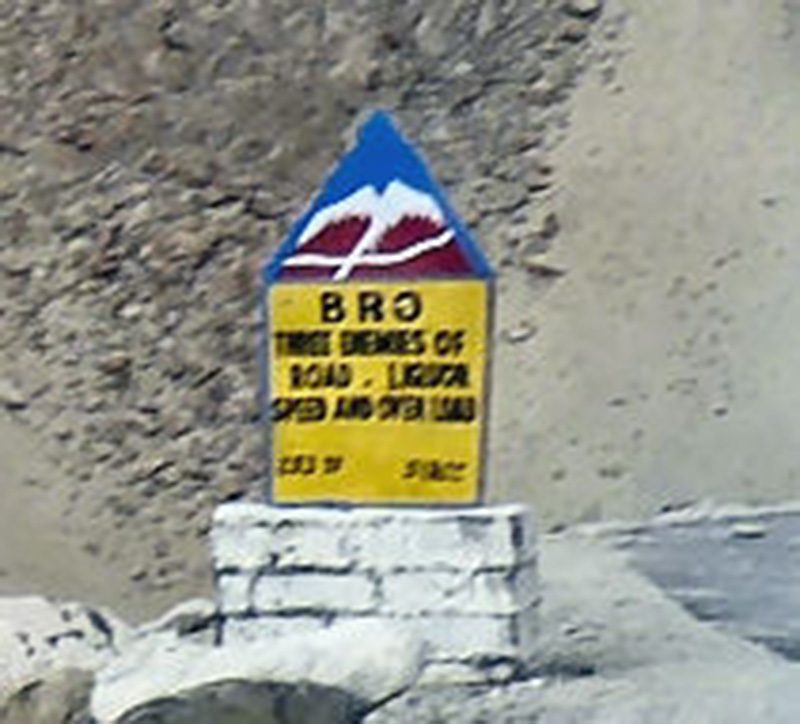 BRO
THREE ENEMIES OF
ROAD - LIQUOR
SPEED AND OVER LOAD